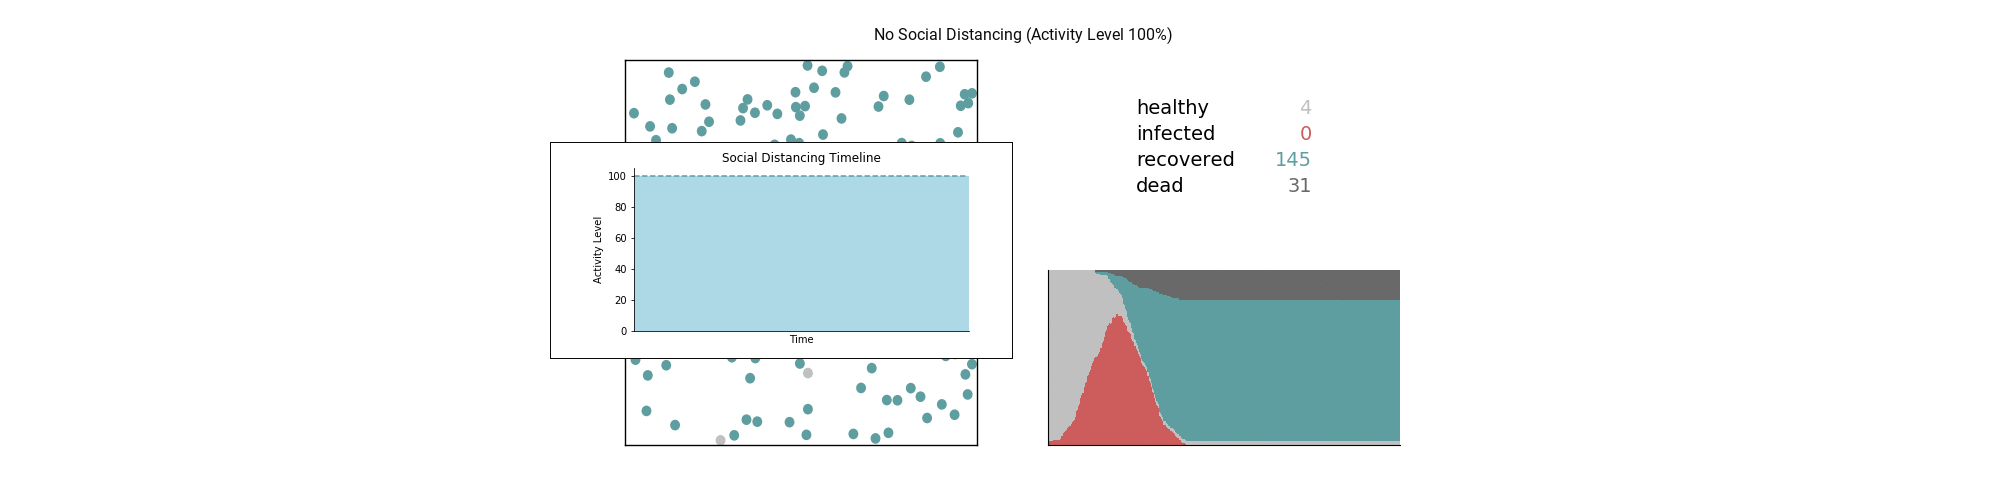 No Social Distancing (Activity Level 100%)
healthy 4
infected 0
recovered 145
dead 31
Social Distancing Timeline
100
80
60
40
20
0
Activity Level
Time